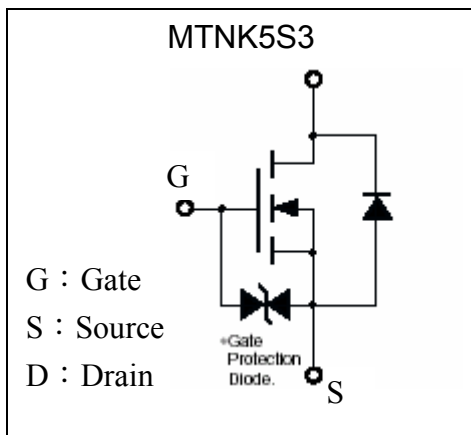 MTNK5S3
G
G：Gate
S：Source
D：Drain
*Gate
Protection
Diode.
S